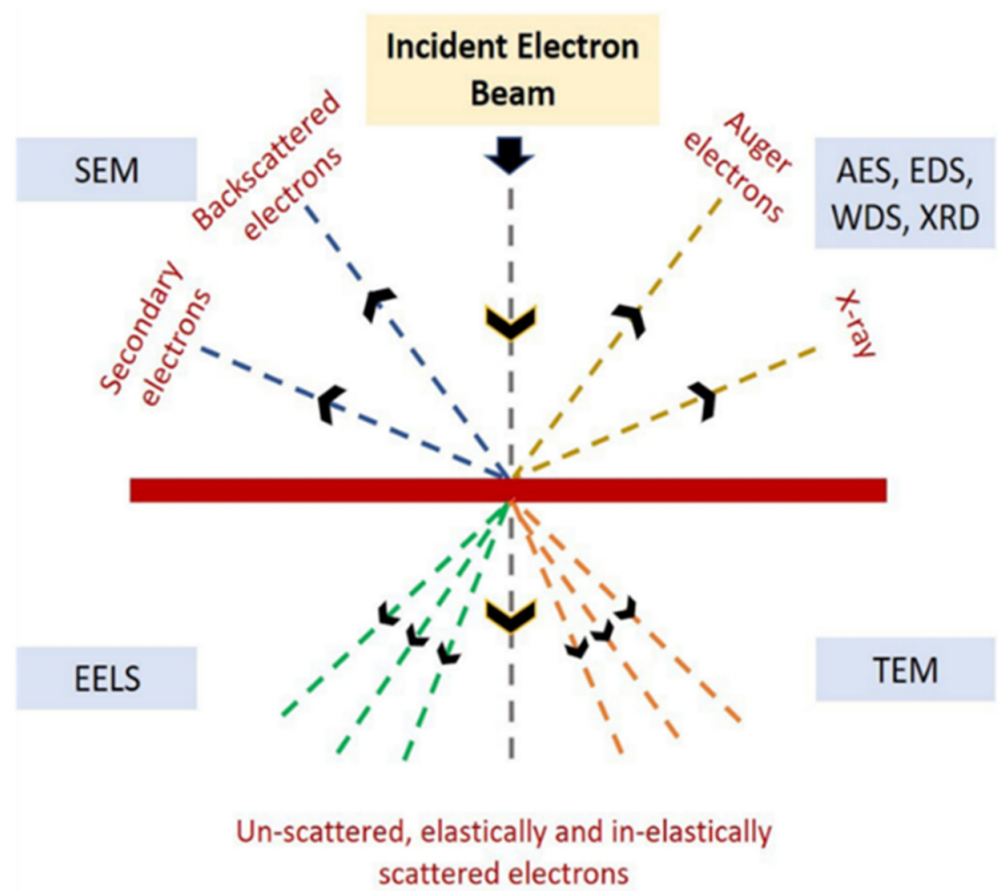 Incident Electron
Beam
SEM
Backscattered
electrons
Auger
electrons
AES, EDS,
WDS, XRD
Secondary
electrons
X-ray
EELS
TEM
Un-scattered, elastically and in-elastically
scattered electrons